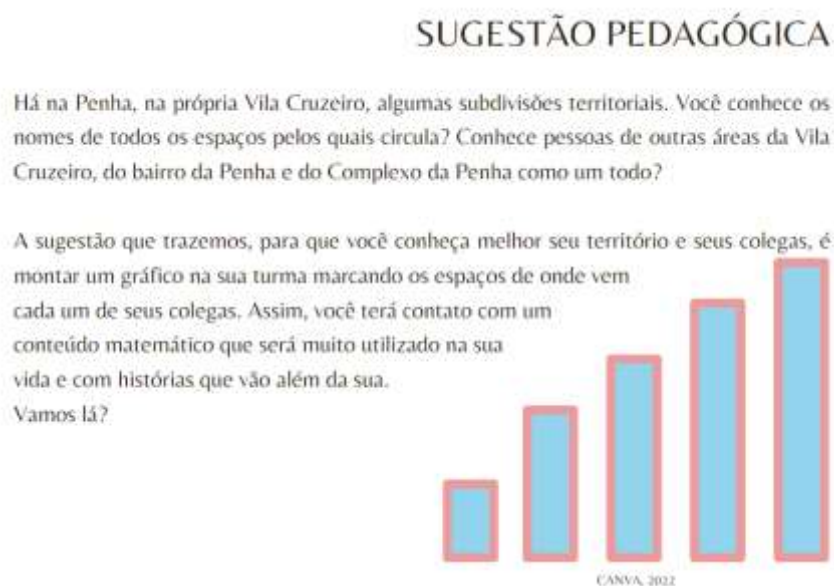 SUGESTÃO PEDAGÓGICA
Há na Penha, na própria Vila Cruzeiro, algumas subdivisões territoriais. Você conhece os
nomes de todos os espaços pelos quais circula? Conhece pessoas de outras áreas da Vila
Cruzeiro, do bairro da Penha e do Complexo da Penha como um todo?
A sugestão que trazemos, para que você conheça melhor seu território e seus colegas, é
montar um gráfico na sua turma marcando os espaços de onde vem
cada um de seus colegas. Assim, você terá contato com um
conteúdo matemático que será muito utilizado na sua
vida e com histórias que vão além da sua.
Vamos lá?
CANVA, 2022